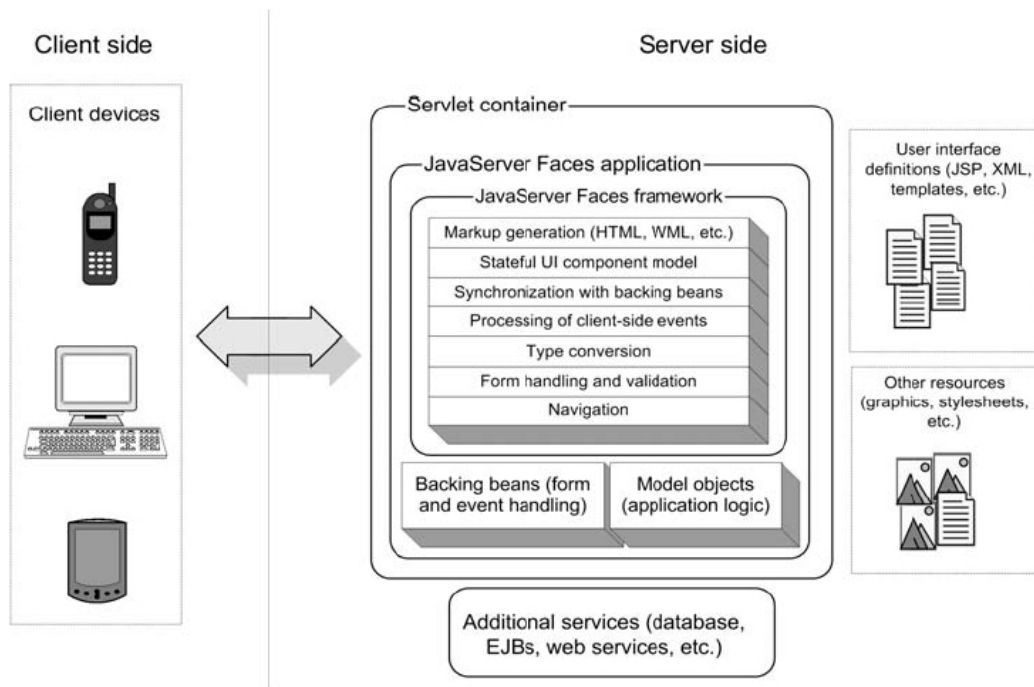 Client side
Server side
Client devices
Servlet container
JavaServer Faces application
JavaServer Faces framework
Markup generation (HTML, WML, etc.)
Stateful UI component model
Synchronization with backing beans
Processing of client-side events
Type conversion
Form handling and validation
Navigation
Backing beans (form
and event handling)
Model objects
(application logic)
Additional services (database,
EJBs, web services, etc.)
User interface
definitions (JSP, XML,
templates, etc.)
Other resources
(graphics, stylesheets,
etc.)